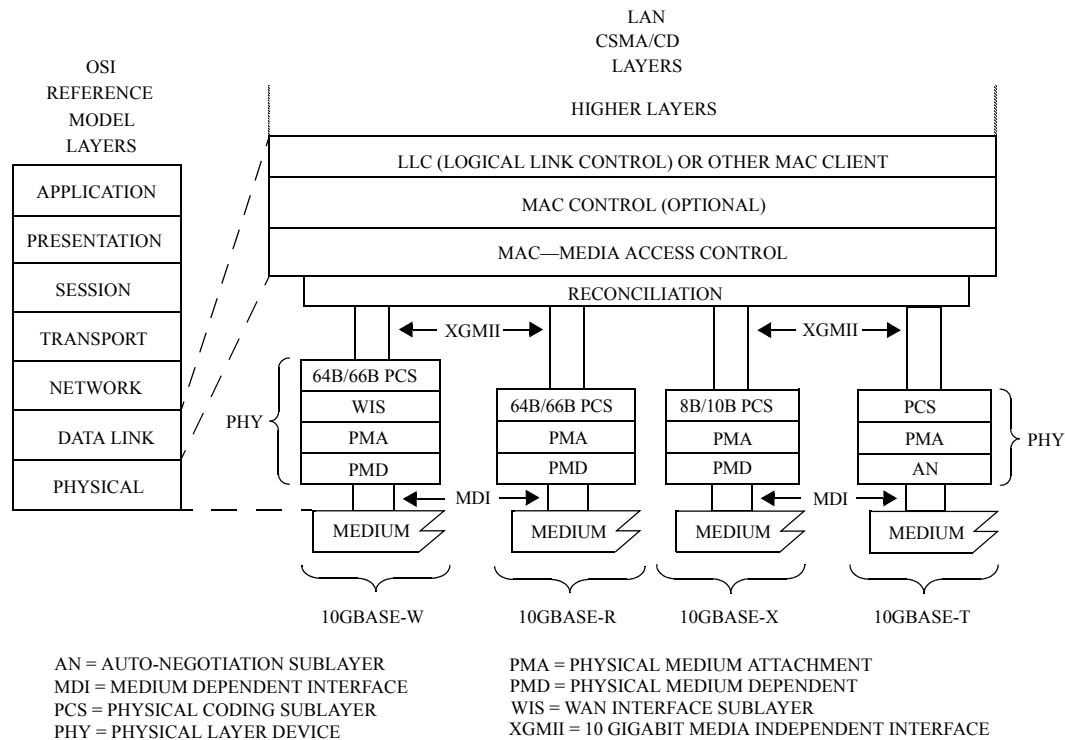 LAN
CSMA/CD
LAYERS
OSI
REFERENCE
MODEL
LAYERS
HIGHER LAYERS
LLC (LOGICAL LINK CONTROL) OR OTHER MAC CLIENT
APPLICATION
MAC CONTROL (OPTIONAL)
PRESENTATION
MAC—MEDIA ACCESS CONTROL
SESSION
RECONCILIATION
TRANSPORT
XGMII
XGMII
NETWORK
DATA LINK
PHYSICAL
PHY
64B/66B PCS
WIS
PMA
PMD
64B/66B PCS
PMA
PMD
8B/10B PCS
PMA
PMD
PCS
PMA
AN
PHY
MDI
MDI
MEDIUM
MEDIUM
MEDIUM
MEDIUM
10GBASE-W
10GBASE-R
10GBASE-X
10GBASE-T
AN = AUTO-NEGOTIATION SUBLAYER
MDI = MEDIUM DEPENDENT INTERFACE
PCS = PHYSICAL CODING SUBLAYER
PHY = PHYSICAL LAYER DEVICE
PMA = PHYSICAL MEDIUM ATTACHMENT
PMD = PHYSICAL MEDIUM DEPENDENT
WIS = WAN INTERFACE SUBLAYER
XGMII = 10 GIGABIT MEDIA INDEPENDENT INTERFACE